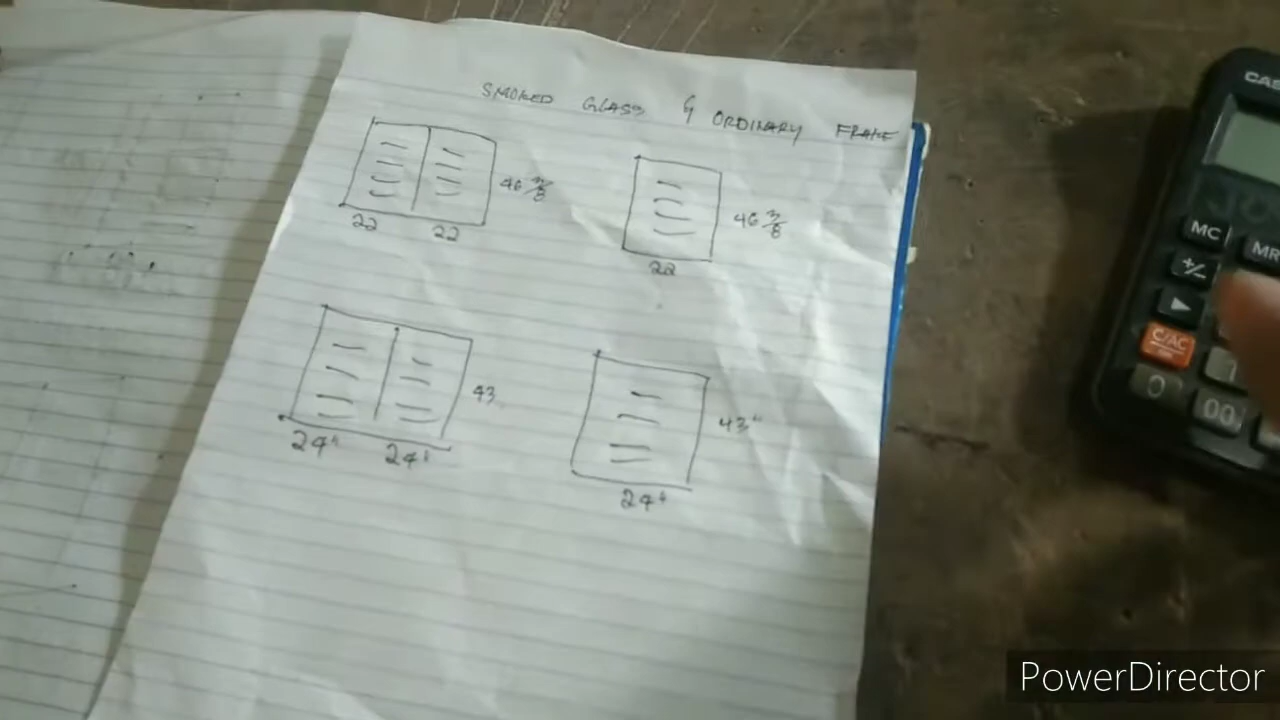 SMOKED GLASS & ORDINARY FRAME
46 3/8
22 22
46 3/8
22
43
24" 24"
43"
24"
CAS
MC MR
+/-
▶
C/AC
0 00
PowerDirector